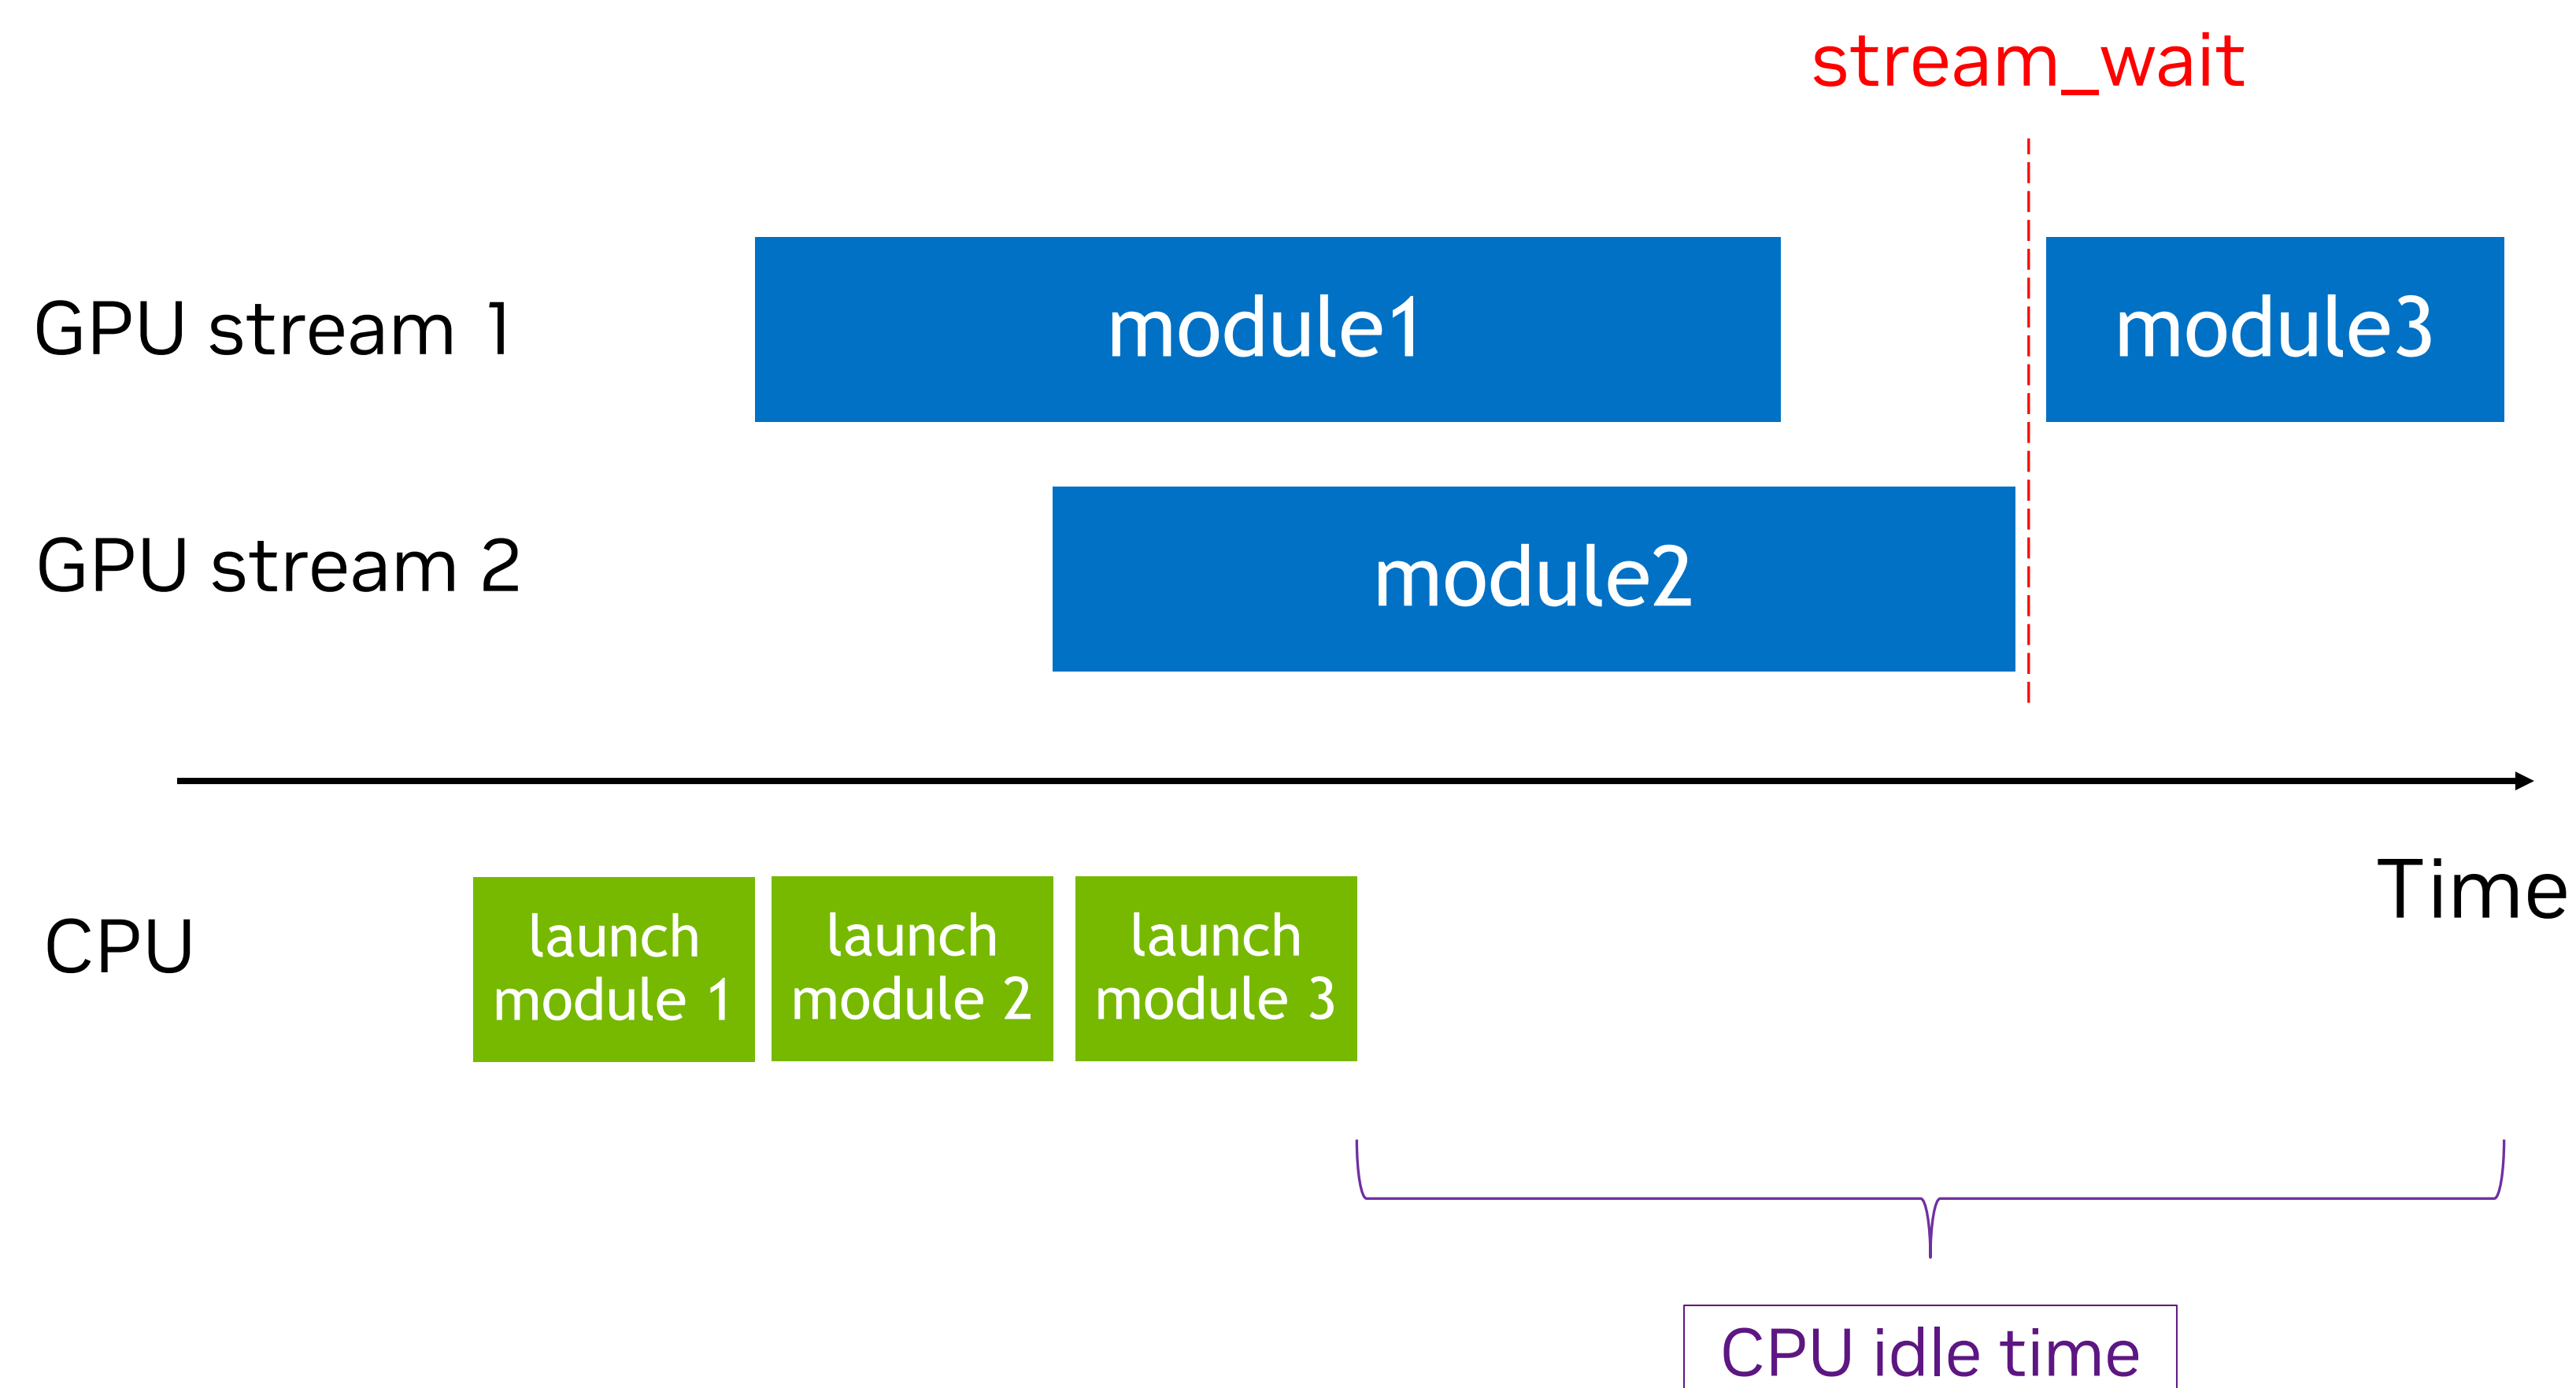 stream_wait
GPU stream 1
module1
module3
GPU stream 2
module2
Time
CPU
launch
module 1
launch
module 2
launch
module 3
CPU idle time